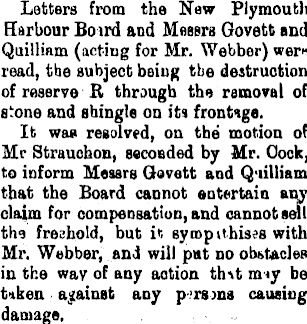 Letters from the New Plymouth
Harbour Board and Messrs Govett and
Quilliam (acting for Mr. Webber) were
read, the subject being the destruction
of reserve R through the removal of
stone and shingle on its frontage.
It was resolved, on the motion of
Mr Strauchon, seconded by Mr. Cock,
to inform Messrs Govett and Quilliam
that the Board cannot entertain any
claim for compensation, and cannot sell
the freehold, but it sympathises with
Mr. Webber, and will put no obstacles
in the way of any action that may be
taken against any persons causing
damage.